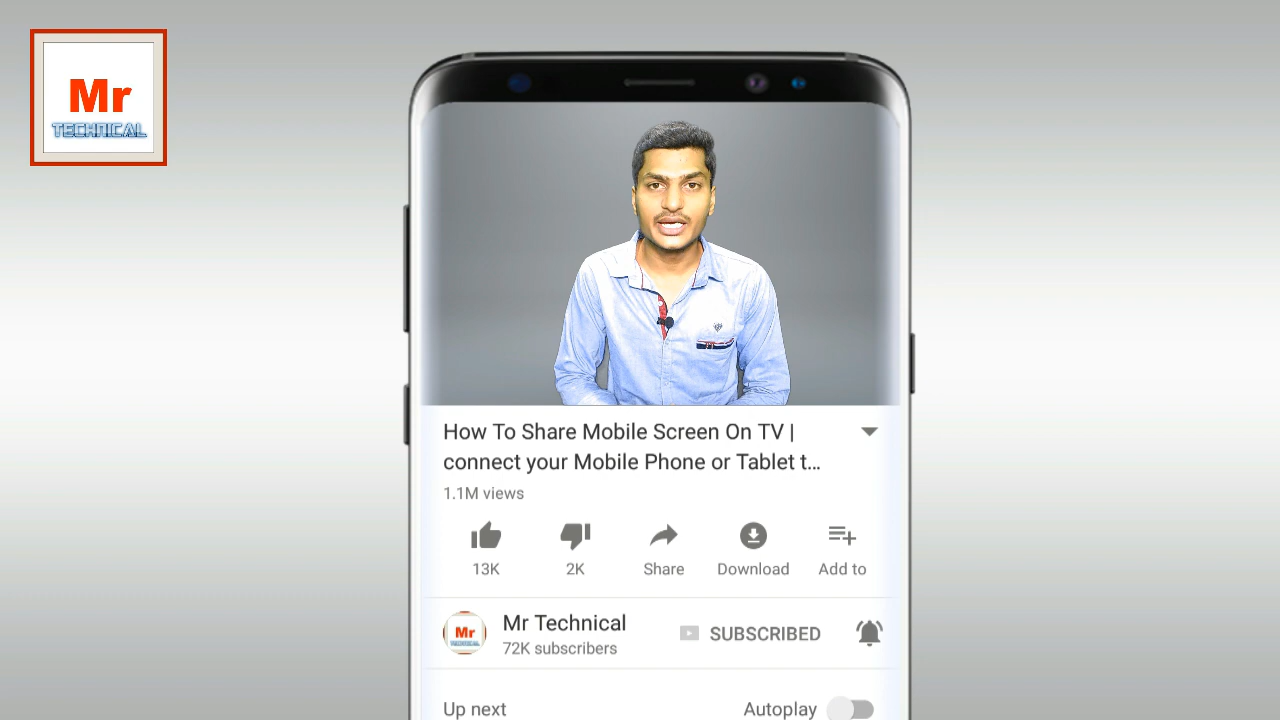 Mr
TECHNICAL
How To Share Mobile Screen On TV |
connect your Mobile Phone or Tablet t...
1.1M views
13K
2K
Share
Download
Add to
Mr
TECHNICAL
Mr Technical
72K subscribers
SUBSCRIBED
Up next
Autoplay